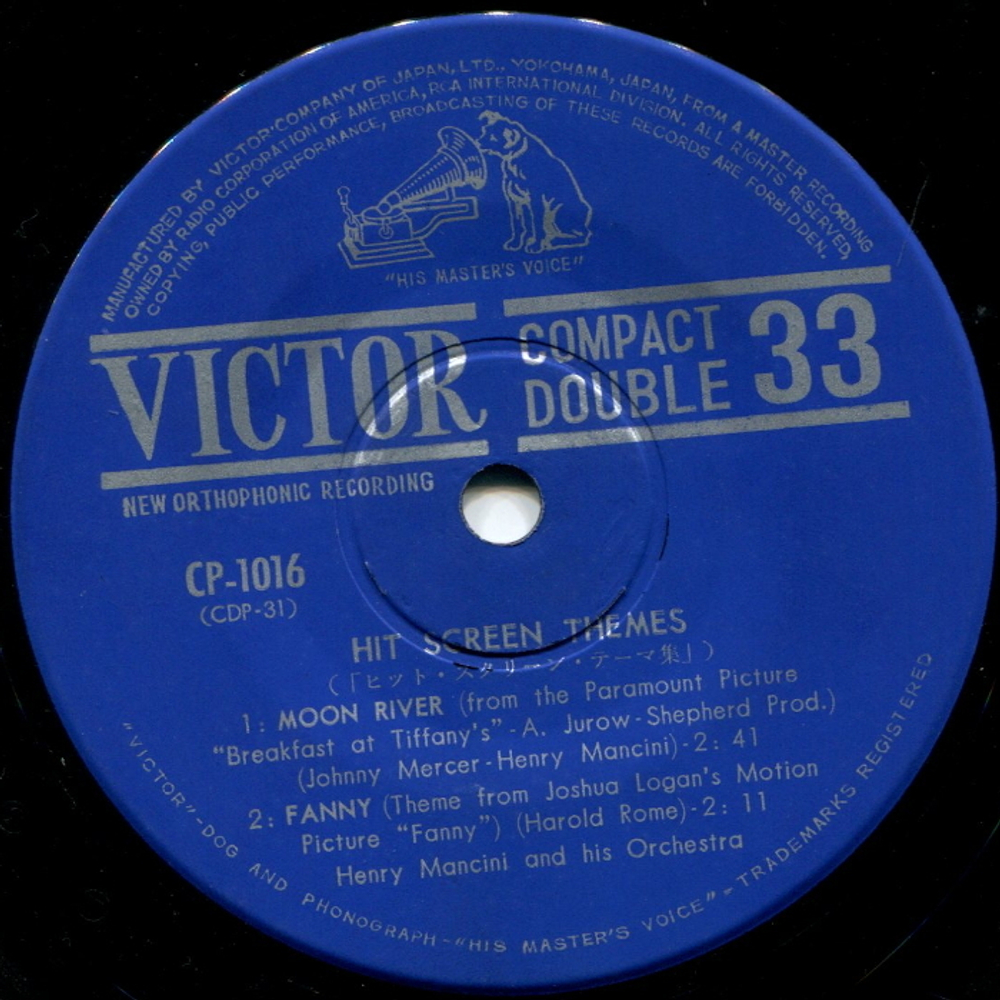 MANUFACTURED BY VICTOR COMPANY OF JAPAN, LTD., YOKOHAMA, JAPAN, FROM A MASTER RECORDING
OWNED BY RADIO CORPORATION OF AMERICA, RCA INTERNATIONAL DIVISION. ALL RIGHTS RESERVED,
COPYING, PUBLIC PERFORMANCE, BROADCASTING OF THESE RECORDS ARE FORBIDDEN.
"HIS MASTER'S VOICE"
VICTOR
COMPACT
DOUBLE
33
NEW ORTHOPHONIC RECORDING
CP-1016
(CDP-31)
HIT SCREEN THEMES
(「ヒット・スクリーン・テーマ集」)
1: MOON RIVER (from the Paramount Picture
"Breakfast at Tiffany's" - A. Jurow-Shepherd Prod.)
(Johnny Mercer-Henry Mancini)-2: 41
2: FANNY (Theme from Joshua Logan's Motion
Picture "Fanny") (Harold Rome)-2: 11
Henry Mancini and his Orchestra
"VICTOR"-DOG AND PHONOGRAPH-"HIS MASTER'S VOICE"-TRADEMARKS REGISTERED